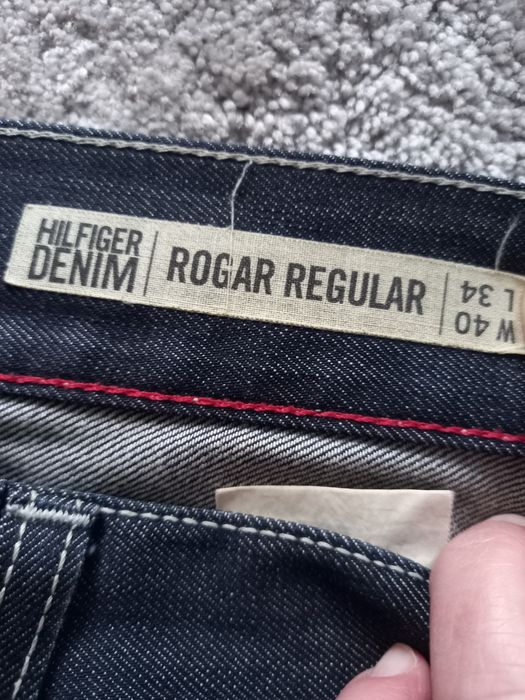 HILFIGER
DENIM
ROGAR REGULAR
W 40
L 34